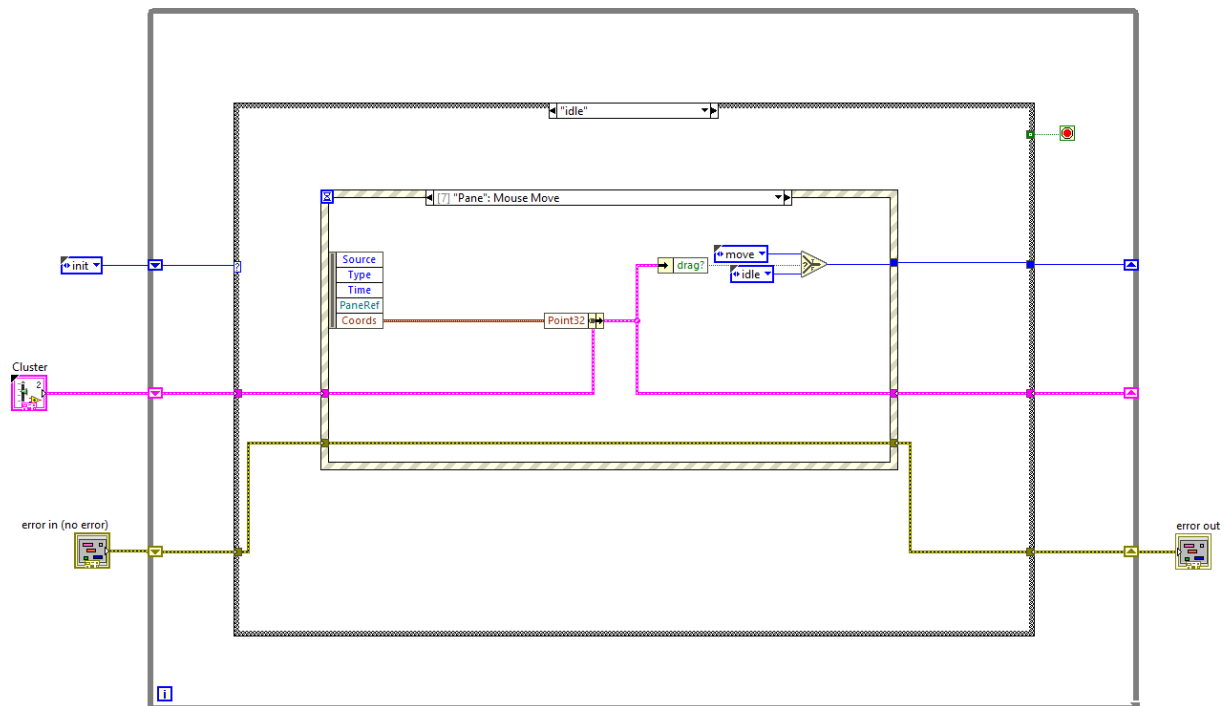 "idle"
[7] "Pane": Mouse Move
init
Source
Type
Time
PaneRef
Coords
Point32
drag?
move
idle
Cluster
2
error in (no error)
error out
i